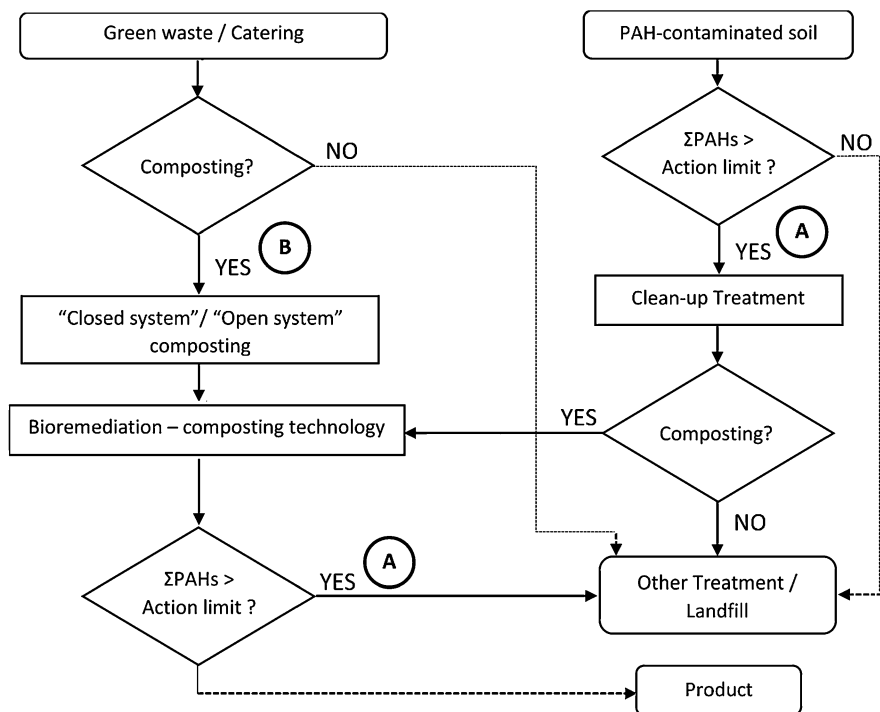 Green waste / Catering
PAH-contaminated soil
Composting?
NO
ΣPAHs >
Action limit ?
NO
B
YES
A
YES
"Closed system"/ "Open system"
composting
Clean-up Treatment
Bioremediation – composting technology
YES
Composting?
NO
ΣPAHs >
Action limit ?
YES
A
Other Treatment /
Landfill
Product